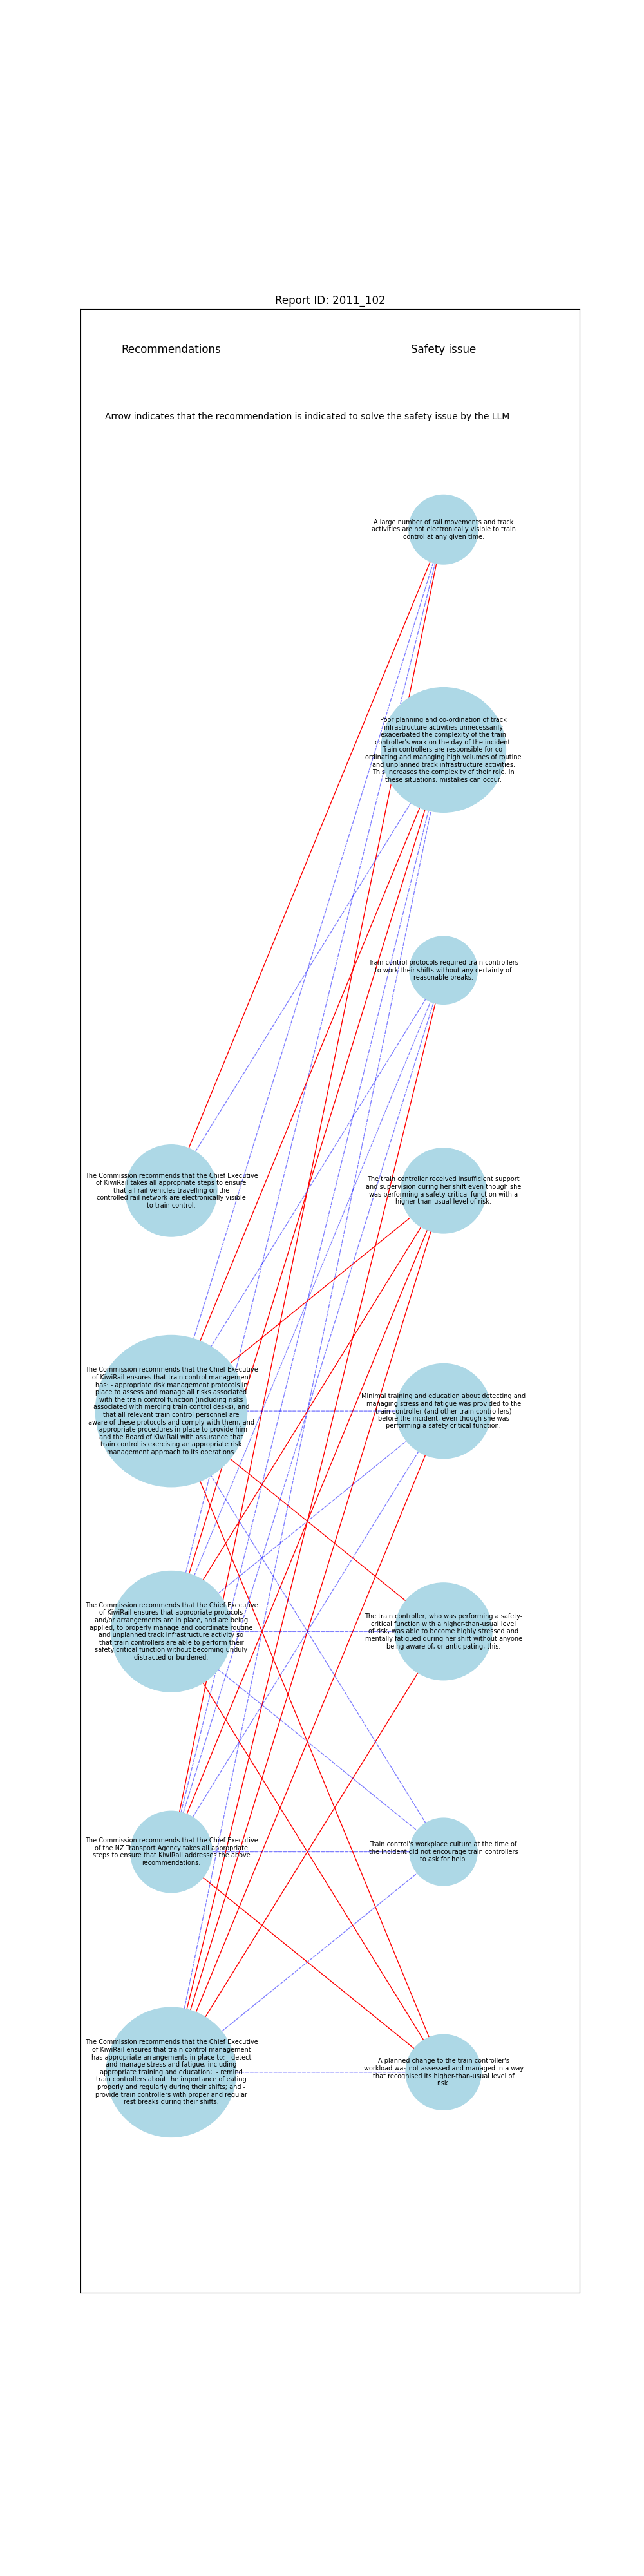 Report ID: 2011_102
Recommendations
Safety issue
Arrow indicates that the recommendation is indicated to solve the safety issue by the LLM
A large number of rail movements and track
activities are not electronically visible to train
control at any given time.
Poor planning and co-ordination of track
infrastructure activities unnecessarily
exacerbated the complexity of the train
controller's work on the day of the incident.
Train controllers are responsible for co-
ordinating and managing high volumes of routine
and unplanned track infrastructure activities.
This increases the complexity of their role. In
these situations, mistakes can occur.
Train control protocols required train controllers
to work their shifts without any certainty of
reasonable breaks.
The Commission recommends that the Chief Executive
of KiwiRail takes all appropriate steps to ensure
that all rail vehicles travelling on the
controlled rail network are electronically visible
to train control.
The train controller received insufficient support
and supervision during her shift even though she
was performing a safety-critical function with a
higher-than-usual level of risk.
The Commission recommends that the Chief Executive
of KiwiRail ensures that train control management
has: - appropriate risk management protocols in
place to assess and manage all risks associated
with the train control function (including risks
associated with merging train control desks), and
that all relevant train control personnel are
aware of these protocols and comply with them; and
- appropriate procedures in place to provide him
and the Board of KiwiRail with assurance that
train control is exercising an appropriate risk
management approach to its operations.
Minimal training and education about detecting and
managing stress and fatigue was provided to the
train controller (and other train controllers)
before the incident, even though she was
performing a safety-critical function.
The Commission recommends that the Chief Executive
of KiwiRail ensures that appropriate protocols
and/or arrangements are in place, and are being
applied, to properly manage and coordinate routine
and unplanned track infrastructure activity so
that train controllers are able to perform their
safety critical function without becoming unduly
distracted or burdened.
The train controller, who was performing a safety-
critical function with a higher-than-usual level
of risk, was able to become highly stressed and
mentally fatigued during her shift without anyone
being aware of, or anticipating, this.
The Commission recommends that the Chief Executive
of the NZ Transport Agency takes all appropriate
steps to ensure that KiwiRail addresses the above
recommendations.
Train control's workplace culture at the time of
the incident did not encourage train controllers
to ask for help.
The Commission recommends that the Chief Executive
of KiwiRail ensures that train control management
has appropriate arrangements in place to: - detect
and manage stress and fatigue, including
appropriate training and education; - remind
train controllers about the importance of eating
properly and regularly during their shifts; and -
provide train controllers with proper and regular
rest breaks during their shifts.
A planned change to the train controller's
workload was not assessed and managed in a way
that recognised its higher-than-usual level of
risk.